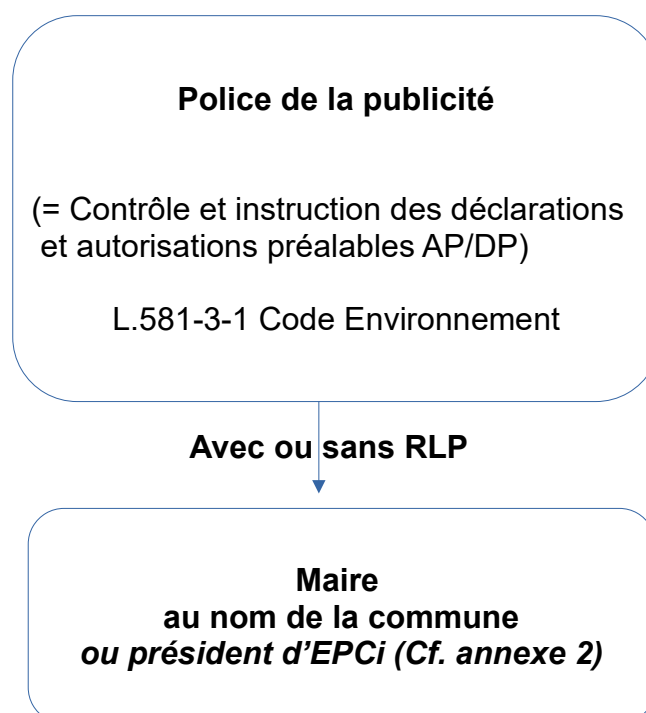 Police de la publicité
(= Contrôle et instruction des déclarations
et autorisations préalables AP/DP)
L.581-3-1 Code Environnement
Avec ou sans RLP
Maire
au nom de la commune
ou président d’EPCi (Cf. annexe 2)